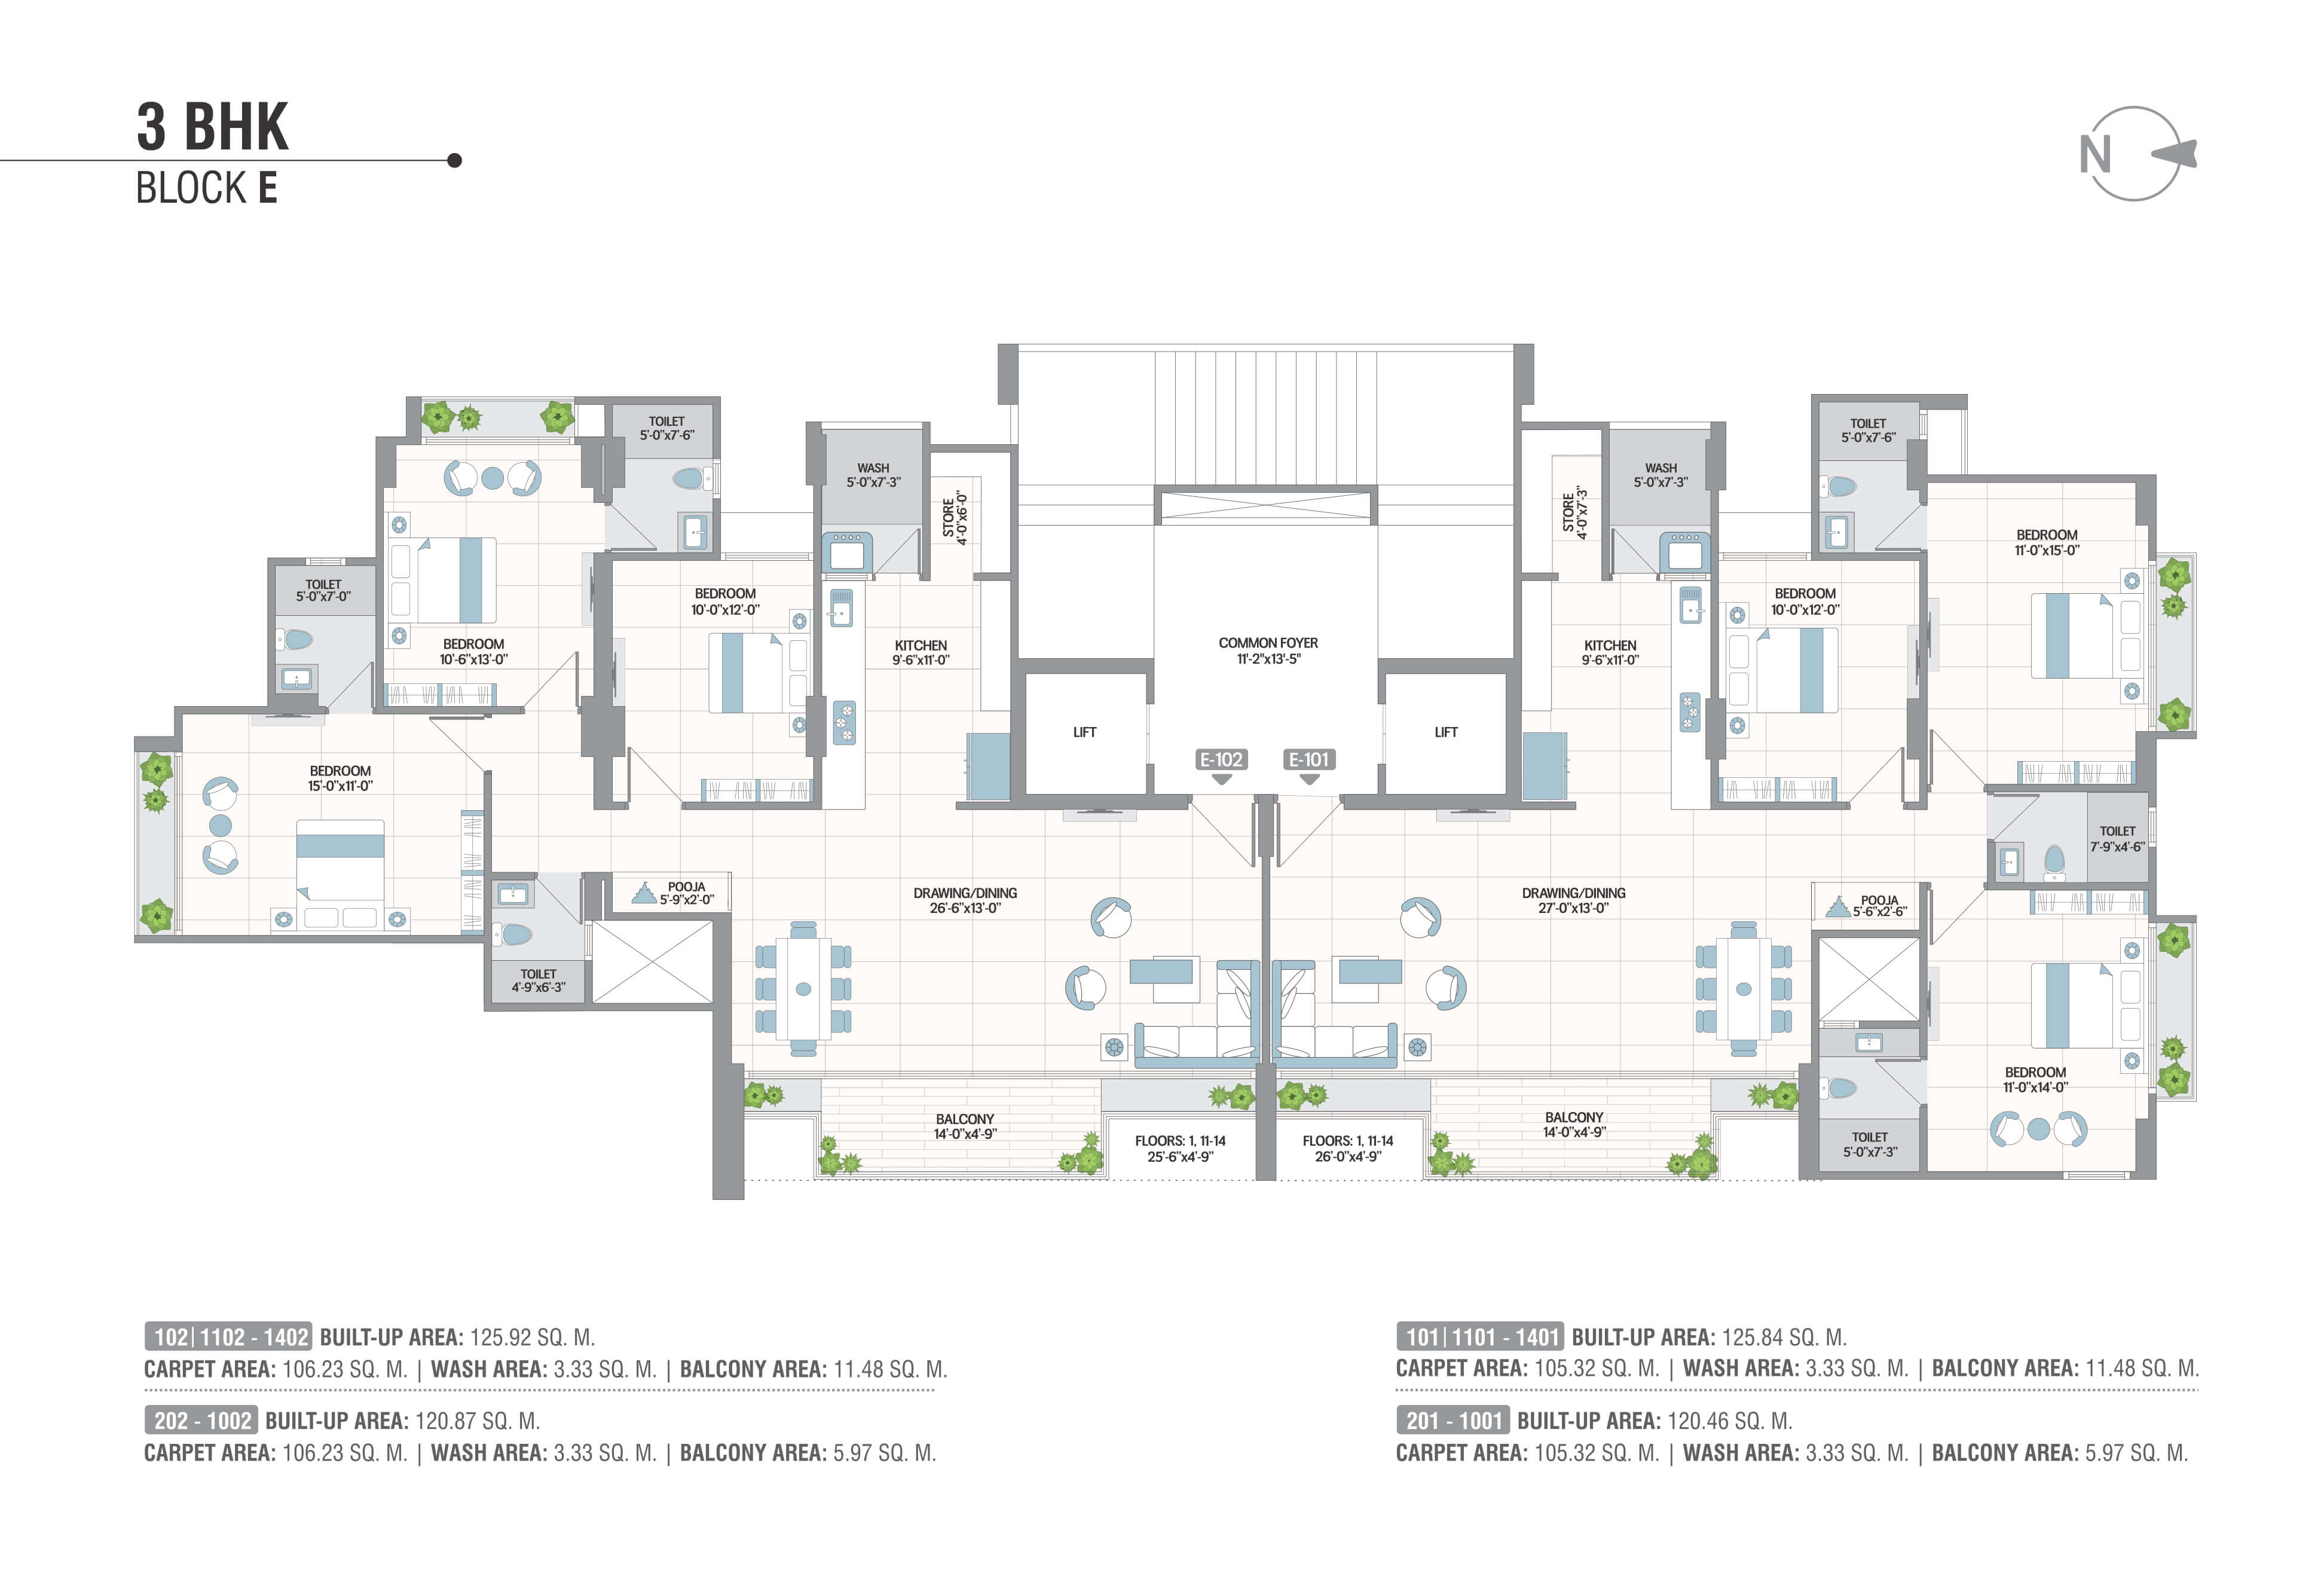 3 BHK
BLOCK E
N
TOILET
5'-0"x7'-6"
TOILET
5'-0"x7'-6"
WASH
5'-0"x7'-3"
STORE
4'-0"x6'-0"
STORE
4'-0"x7'-3"
WASH
5'-0"x7'-3"
BEDROOM
11'-0"x15'-0"
TOILET
5'-0"x7'-0"
BEDROOM
10'-0"x12'-0"
BEDROOM
10'-0"x12'-0"
BEDROOM
10'-6"x13'-0"
KITCHEN
9'-6"x11'-0"
COMMON FOYER
11'-2"x13'-5"
KITCHEN
9'-6"x11'-0"
LIFT
LIFT
E-102
E-101
BEDROOM
15'-0"x11'-0"
TOILET
7'-9"x4'-6"
POOJA
5'-9"x2'-0"
DRAWING/DINING
26'-6"x13'-0"
DRAWING/DINING
27'-0"x13'-0"
POOJA
5'-6"x2'-6"
TOILET
4'-9"x6'-3"
BEDROOM
11'-0"x14'-0"
BALCONY
14'-0"x4'-9"
FLOORS: 1, 11-14
25'-6"x4'-9"
FLOORS: 1, 11-14
26'-0"x4'-9"
BALCONY
14'-0"x4'-9"
TOILET
5'-0"x7'-3"
102|1102 - 1402 BUILT-UP AREA: 125.92 SQ. M.
CARPET AREA: 106.23 SQ. M. | WASH AREA: 3.33 SQ. M. | BALCONY AREA: 11.48 SQ. M.
202 - 1002 BUILT-UP AREA: 120.87 SQ. M.
CARPET AREA: 106.23 SQ. M. | WASH AREA: 3.33 SQ. M. | BALCONY AREA: 5.97 SQ. M.
101|1101 - 1401 BUILT-UP AREA: 125.84 SQ. M.
CARPET AREA: 105.32 SQ. M. | WASH AREA: 3.33 SQ. M. | BALCONY AREA: 11.48 SQ. M.
201 - 1001 BUILT-UP AREA: 120.46 SQ. M.
CARPET AREA: 105.32 SQ. M. | WASH AREA: 3.33 SQ. M. | BALCONY AREA: 5.97 SQ. M.